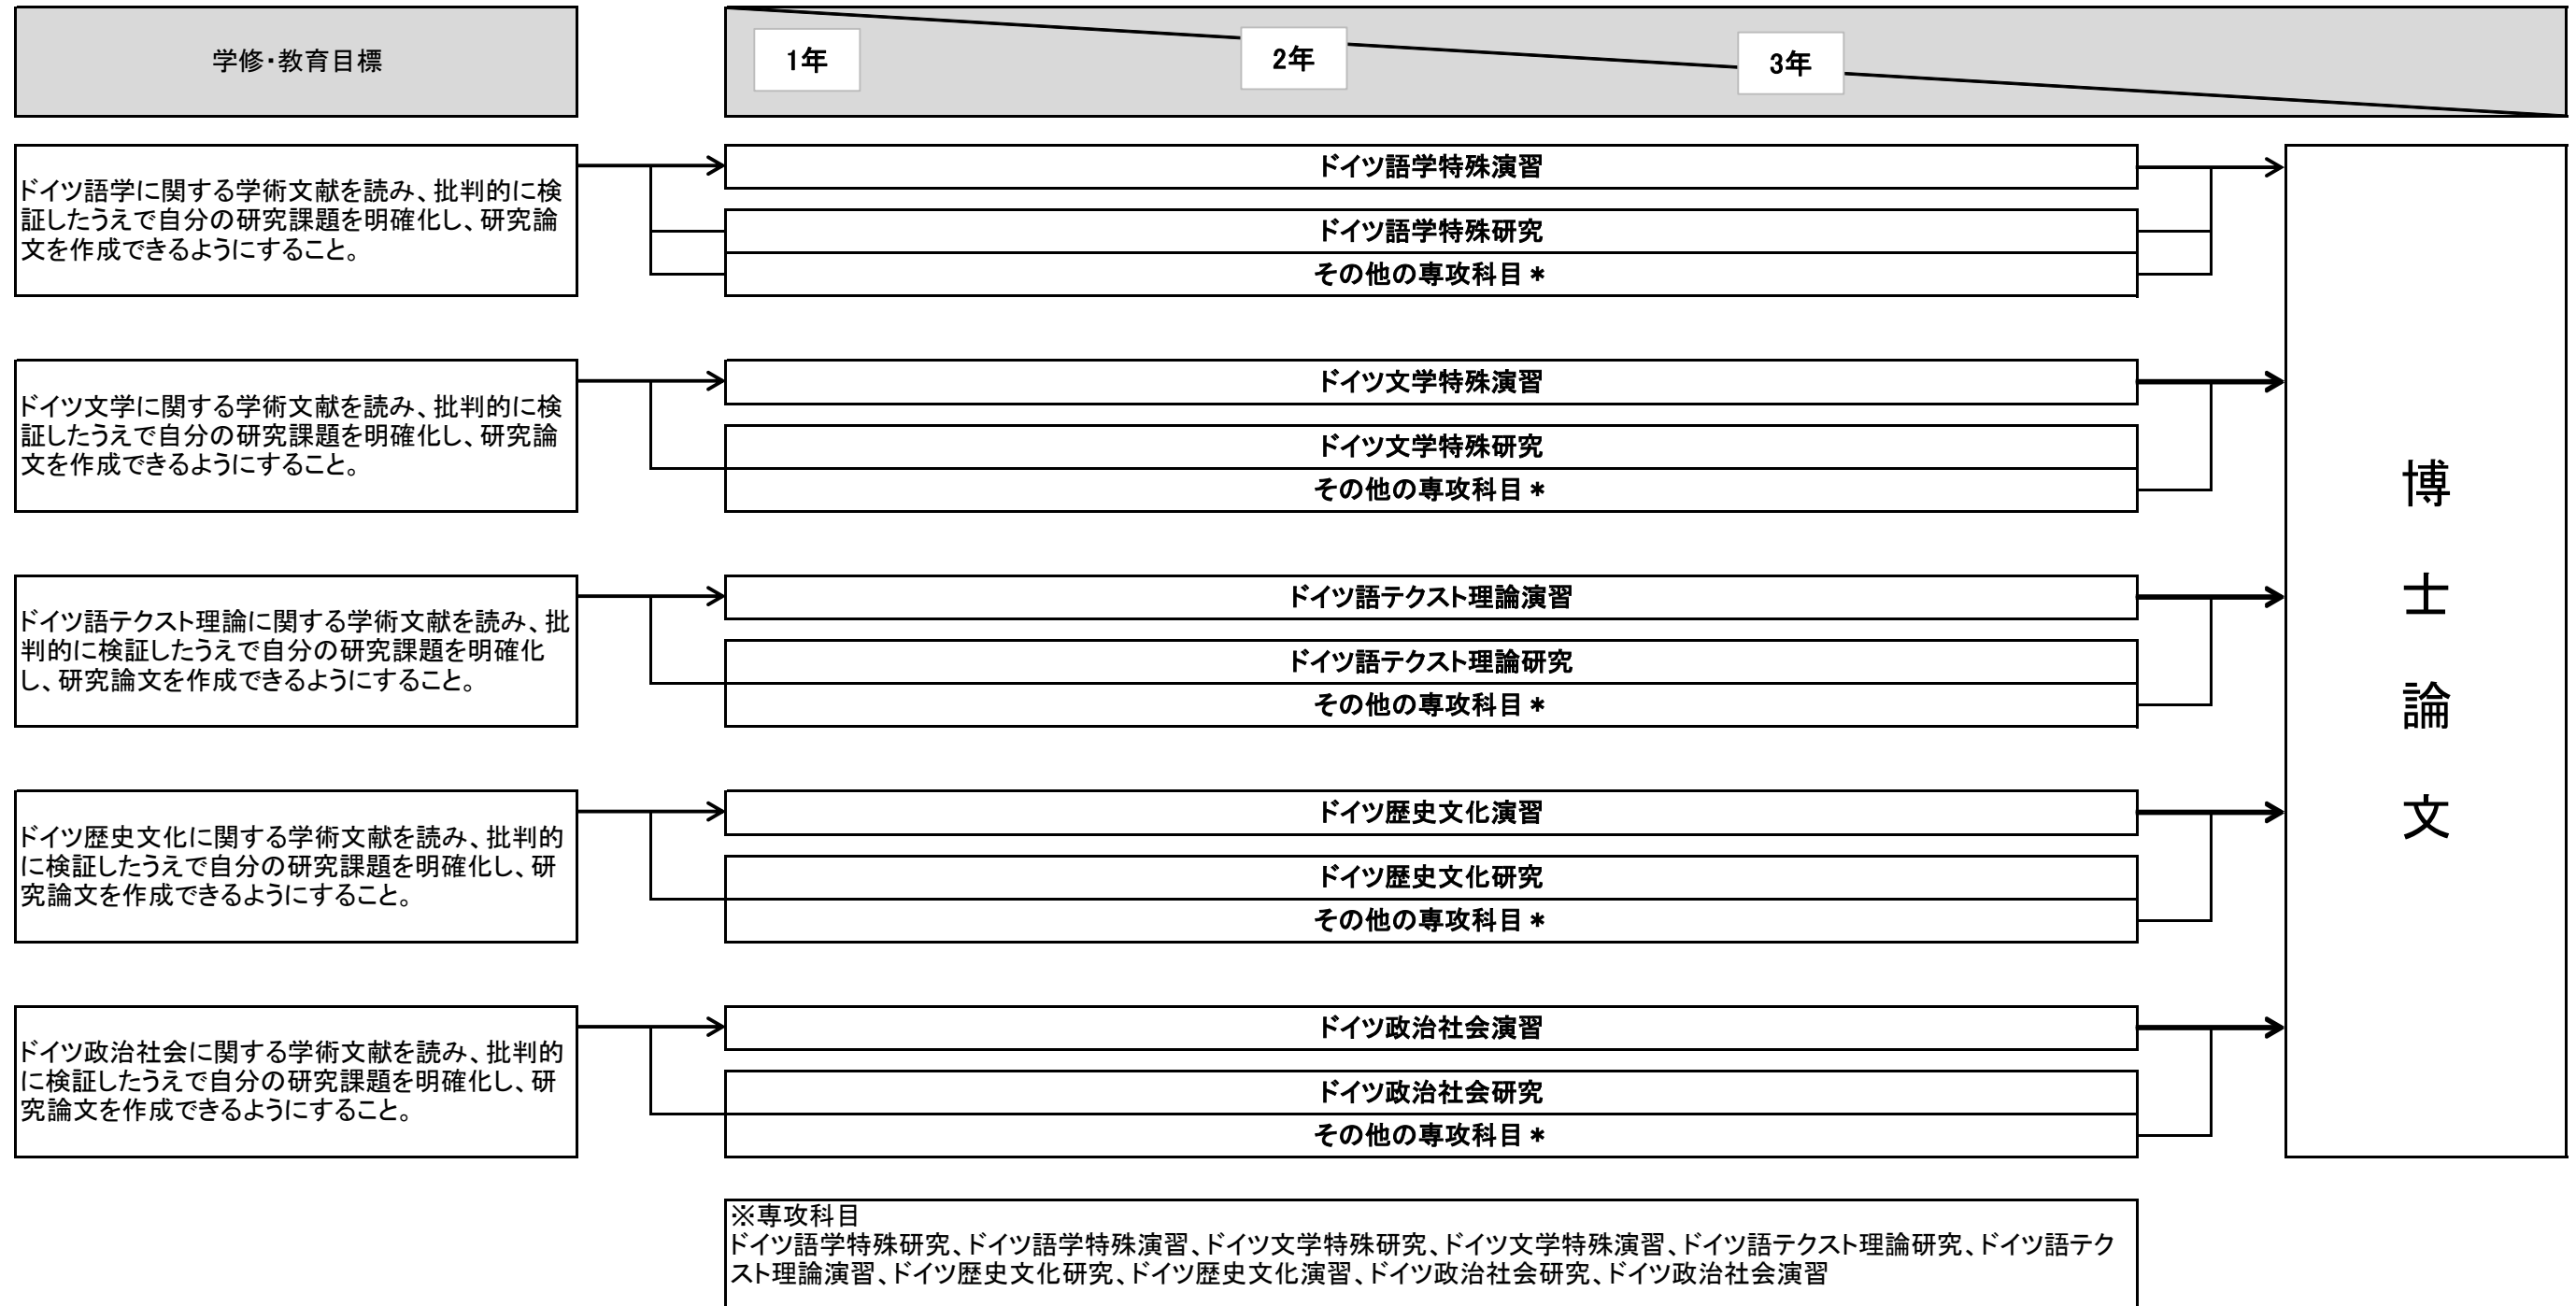 学修・教育目標
1年
2年
3年
ドイツ語学に関する学術文献を読み、批判的に検
証したうえで自分の研究課題を明確化し、研究論
文を作成できるようにすること。
ドイツ語学特殊演習
ドイツ語学特殊研究
その他の専攻科目*
ドイツ文学に関する学術文献を読み、批判的に検
証したうえで自分の研究課題を明確化し、研究論
文を作成できるようにすること。
ドイツ文学特殊演習
ドイツ文学特殊研究
その他の専攻科目*
ドイツ語テクスト理論に関する学術文献を読み、批
判的に検証したうえで自分の研究課題を明確化
し、研究論文を作成できるようにすること。
ドイツ語テクスト理論演習
ドイツ語テクスト理論研究
その他の専攻科目*
ドイツ歴史文化に関する学術文献を読み、批判的
に検証したうえで自分の研究課題を明確化し、研
究論文を作成できるようにすること。
ドイツ歴史文化演習
ドイツ歴史文化研究
その他の専攻科目*
ドイツ政治社会に関する学術文献を読み、批判的
に検証したうえで自分の研究課題を明確化し、研
究論文を作成できるようにすること。
ドイツ政治社会演習
ドイツ政治社会研究
その他の専攻科目*
博士論文
※専攻科目
ドイツ語学特殊研究、ドイツ語学特殊演習、ドイツ文学特殊研究、ドイツ文学特殊演習、ドイツ語テクスト理論研究、ドイツ語テク
スト理論演習、ドイツ歴史文化研究、ドイツ歴史文化演習、ドイツ政治社会研究、ドイツ政治社会演習